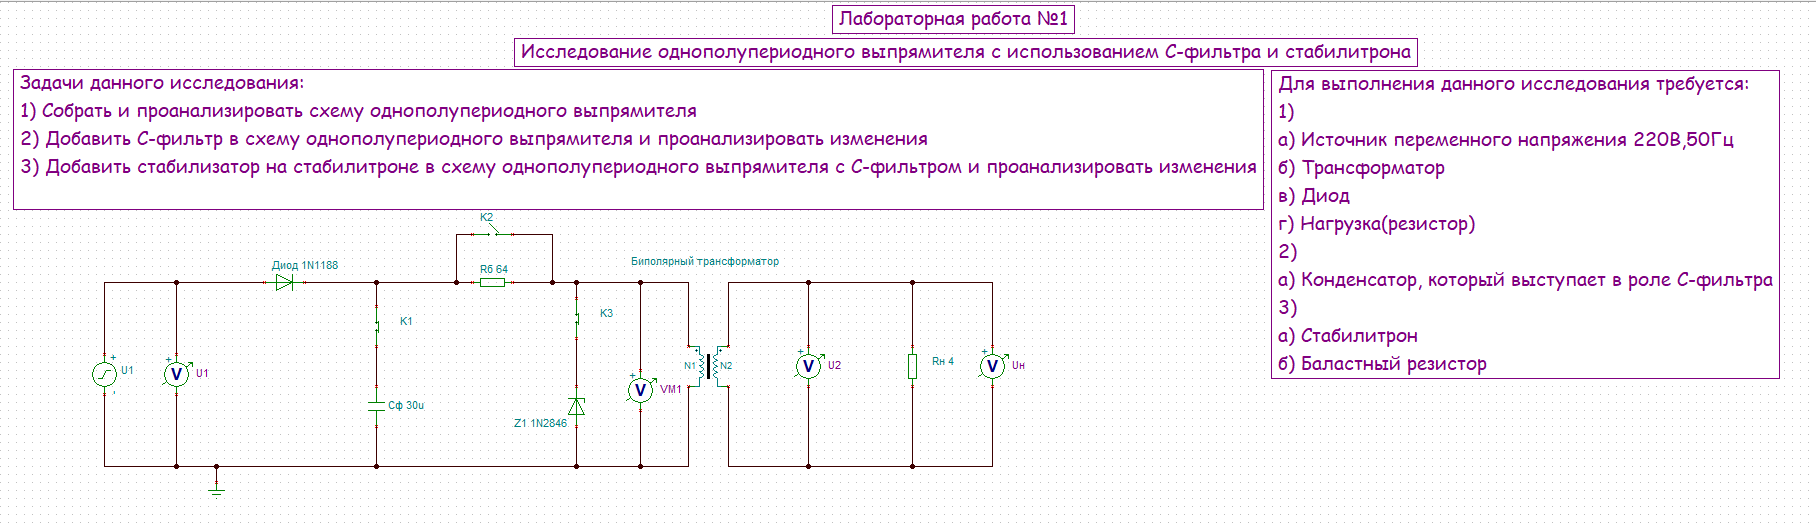 Лабораторная работа №1
Исследование однополупериодного выпрямителя с использованием С-фильтра и стабилитрона
Задачи данного исследования:
1) Собрать и проанализировать схему однополупериодного выпрямителя
2) Добавить С-фильтр в схему однополупериодного выпрямителя и проанализировать изменения
3) Добавить стабилизатор на стабилитроне в схему однополупериодного выпрямителя с С-фильтром и проанализировать изменения
Для выполнения данного исследования требуется:
1)
а) Источник переменного напряжения 220В,50Гц
б) Трансформатор
в) Диод
г) Нагрузка(резистор)
2)
а) Конденсатор, который выступает в роле С-фильтра
3)
а) Стабилитрон
б) Баластный резистор
K2
Диод 1N1188
Rб 64
Биполярный трансформатор
K1
K3
+
U1
-
+
V
U1
Сф 30u
Z1 1N2846
+
V
VM1
N1
N2
+
V
U2
Rн 4
+
V
Uн